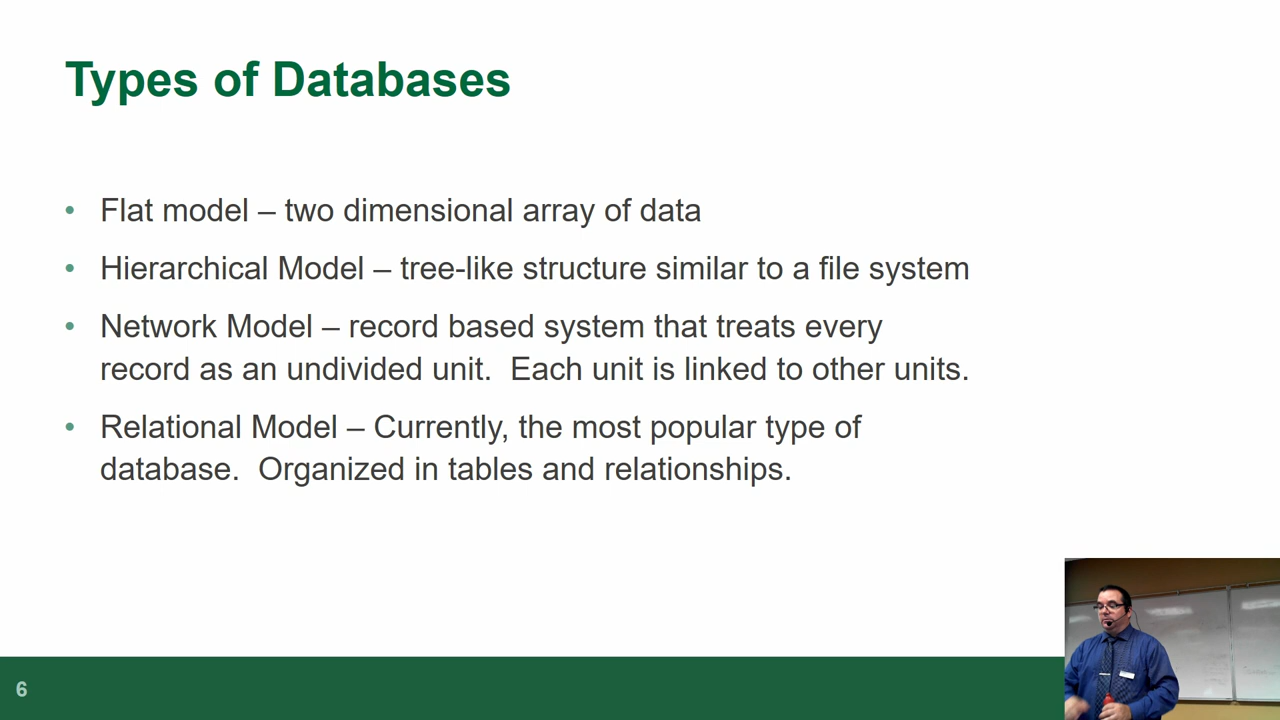 Types of Databases
• Flat model – two dimensional array of data
• Hierarchical Model – tree-like structure similar to a file system
• Network Model – record based system that treats every
record as an undivided unit.  Each unit is linked to other units.
• Relational Model – Currently, the most popular type of
database.  Organized in tables and relationships.
6